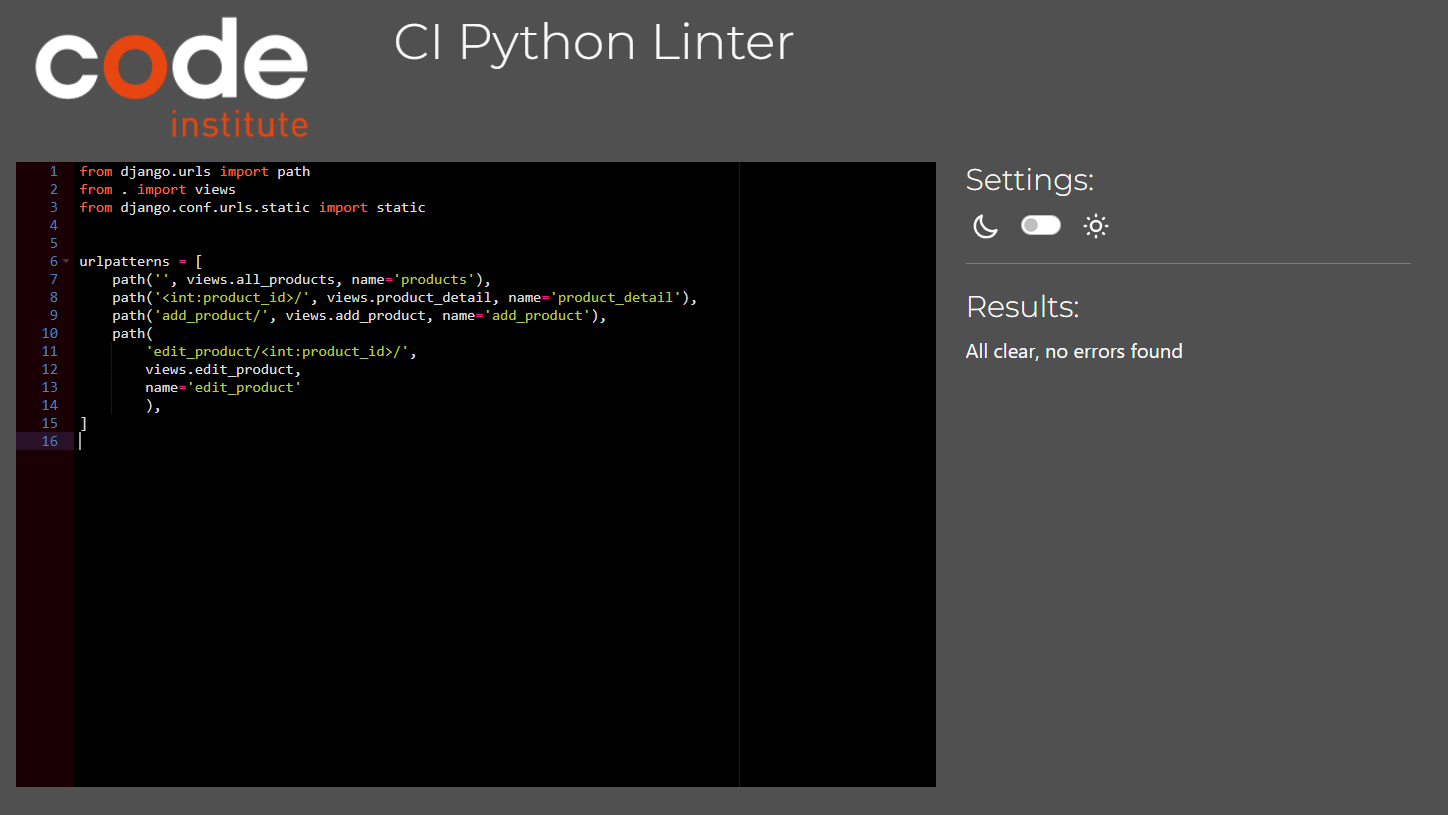 code
institute
CI Python Linter
1 from django.urls import path
2 from . import views
3 from django.conf.urls.static import static
4
5
6 urlpatterns = [
7     path('', views.all_products, name='products'),
8     path('<int:product_id>/', views.product_detail, name='product_detail'),
9     path('add_product/', views.add_product, name='add_product'),
10     path(
11         'edit_product/<int:product_id>/',
12         views.edit_product,
13         name='edit_product'
14         ),
15 ]
16
Settings:
Results:
All clear, no errors found